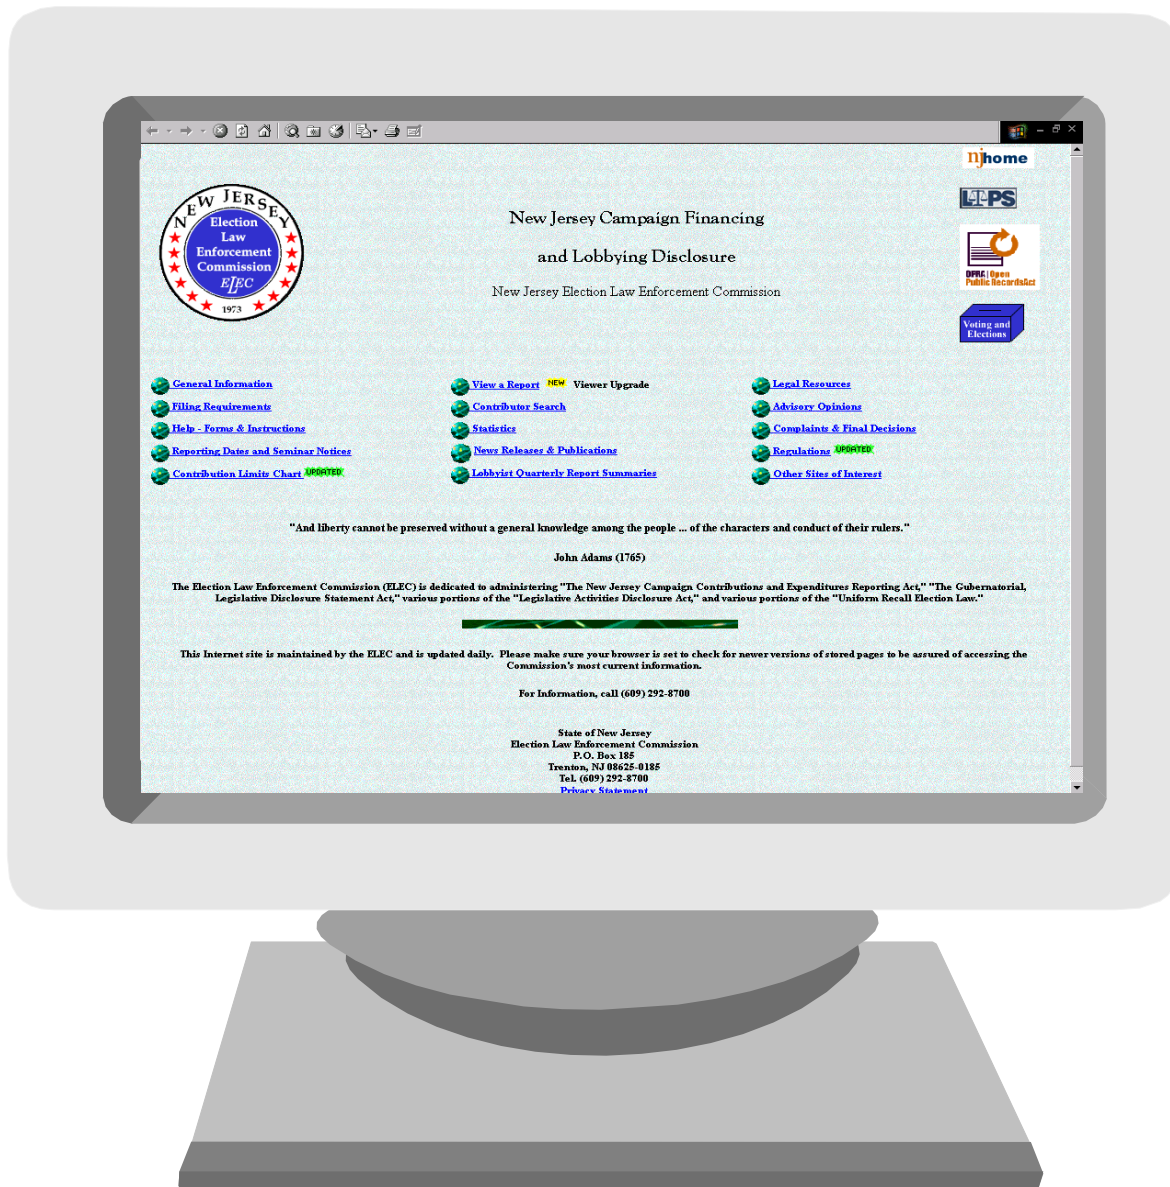 njhome
NEW JERSEY
Election
Law
Enforcement
Commission
ELEC
1973
New Jersey Campaign Financing
and Lobbying Disclosure
New Jersey Election Law Enforcement Commission
LT-PS
OPRA | Open
Public RecordsAct
Voting and
Elections
General Information
Filing Requirements
Help - Forms & Instructions
Reporting Dates and Seminar Notices
Contribution Limits Chart UPDATED
View a Report NEW Viewer Upgrade
Contributor Search
Statistics
News Releases & Publications
Lobbyist Quarterly Report Summaries
Legal Resources
Advisory Opinions
Complaints & Final Decisions
Regulations UPDATED
Other Sites of Interest
"And liberty cannot be preserved without a general knowledge among the people ... of the characters and conduct of their rulers."
John Adams (1765)
The Election Law Enforcement Commission (ELEC) is dedicated to administering "The New Jersey Campaign Contributions and Expenditures Reporting Act," "The Gubernatorial,
Legislative Disclosure Statement Act," various portions of the "Legislative Activities Disclosure Act," and various portions of the "Uniform Recall Election Law."
This Internet site is maintained by the ELEC and is updated daily. Please make sure your browser is set to check for newer versions of stored pages to be assured of accessing the
Commission's most current information.
For Information, call (609) 292-8700
State of New Jersey
Election Law Enforcement Commission
P.O. Box 185
Trenton, NJ 08625-0185
Tel. (609) 292-8700
Privacy Statement